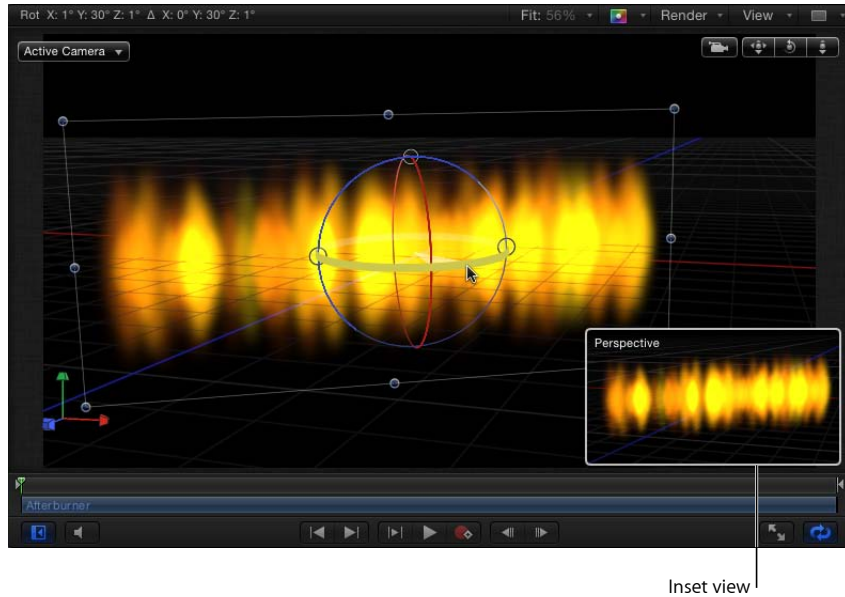 Rot X: 1° Y: 30° Z: 1° Δ X: 0° Y: 30° Z: 1°
Fit: 56%
Render
View
Active Camera
Perspective
Afterburner
Inset view